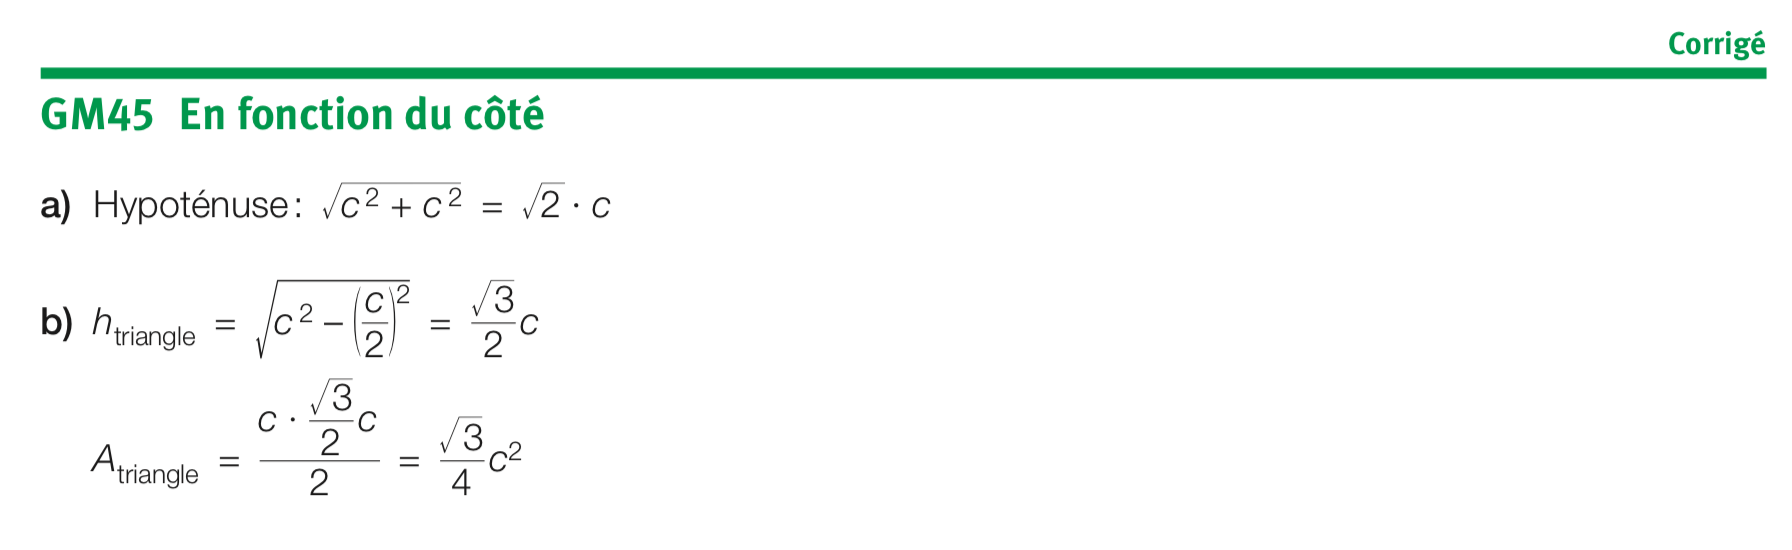 Corrigé
GM45 En fonction du côté
a) Hypoténuse : √(c² + c²) = √2 · c
b) h_triangle = √(c² – (c/2)²) = √3/2 c
A_triangle = (c · √3/2 c)/2 = √3/4 c²